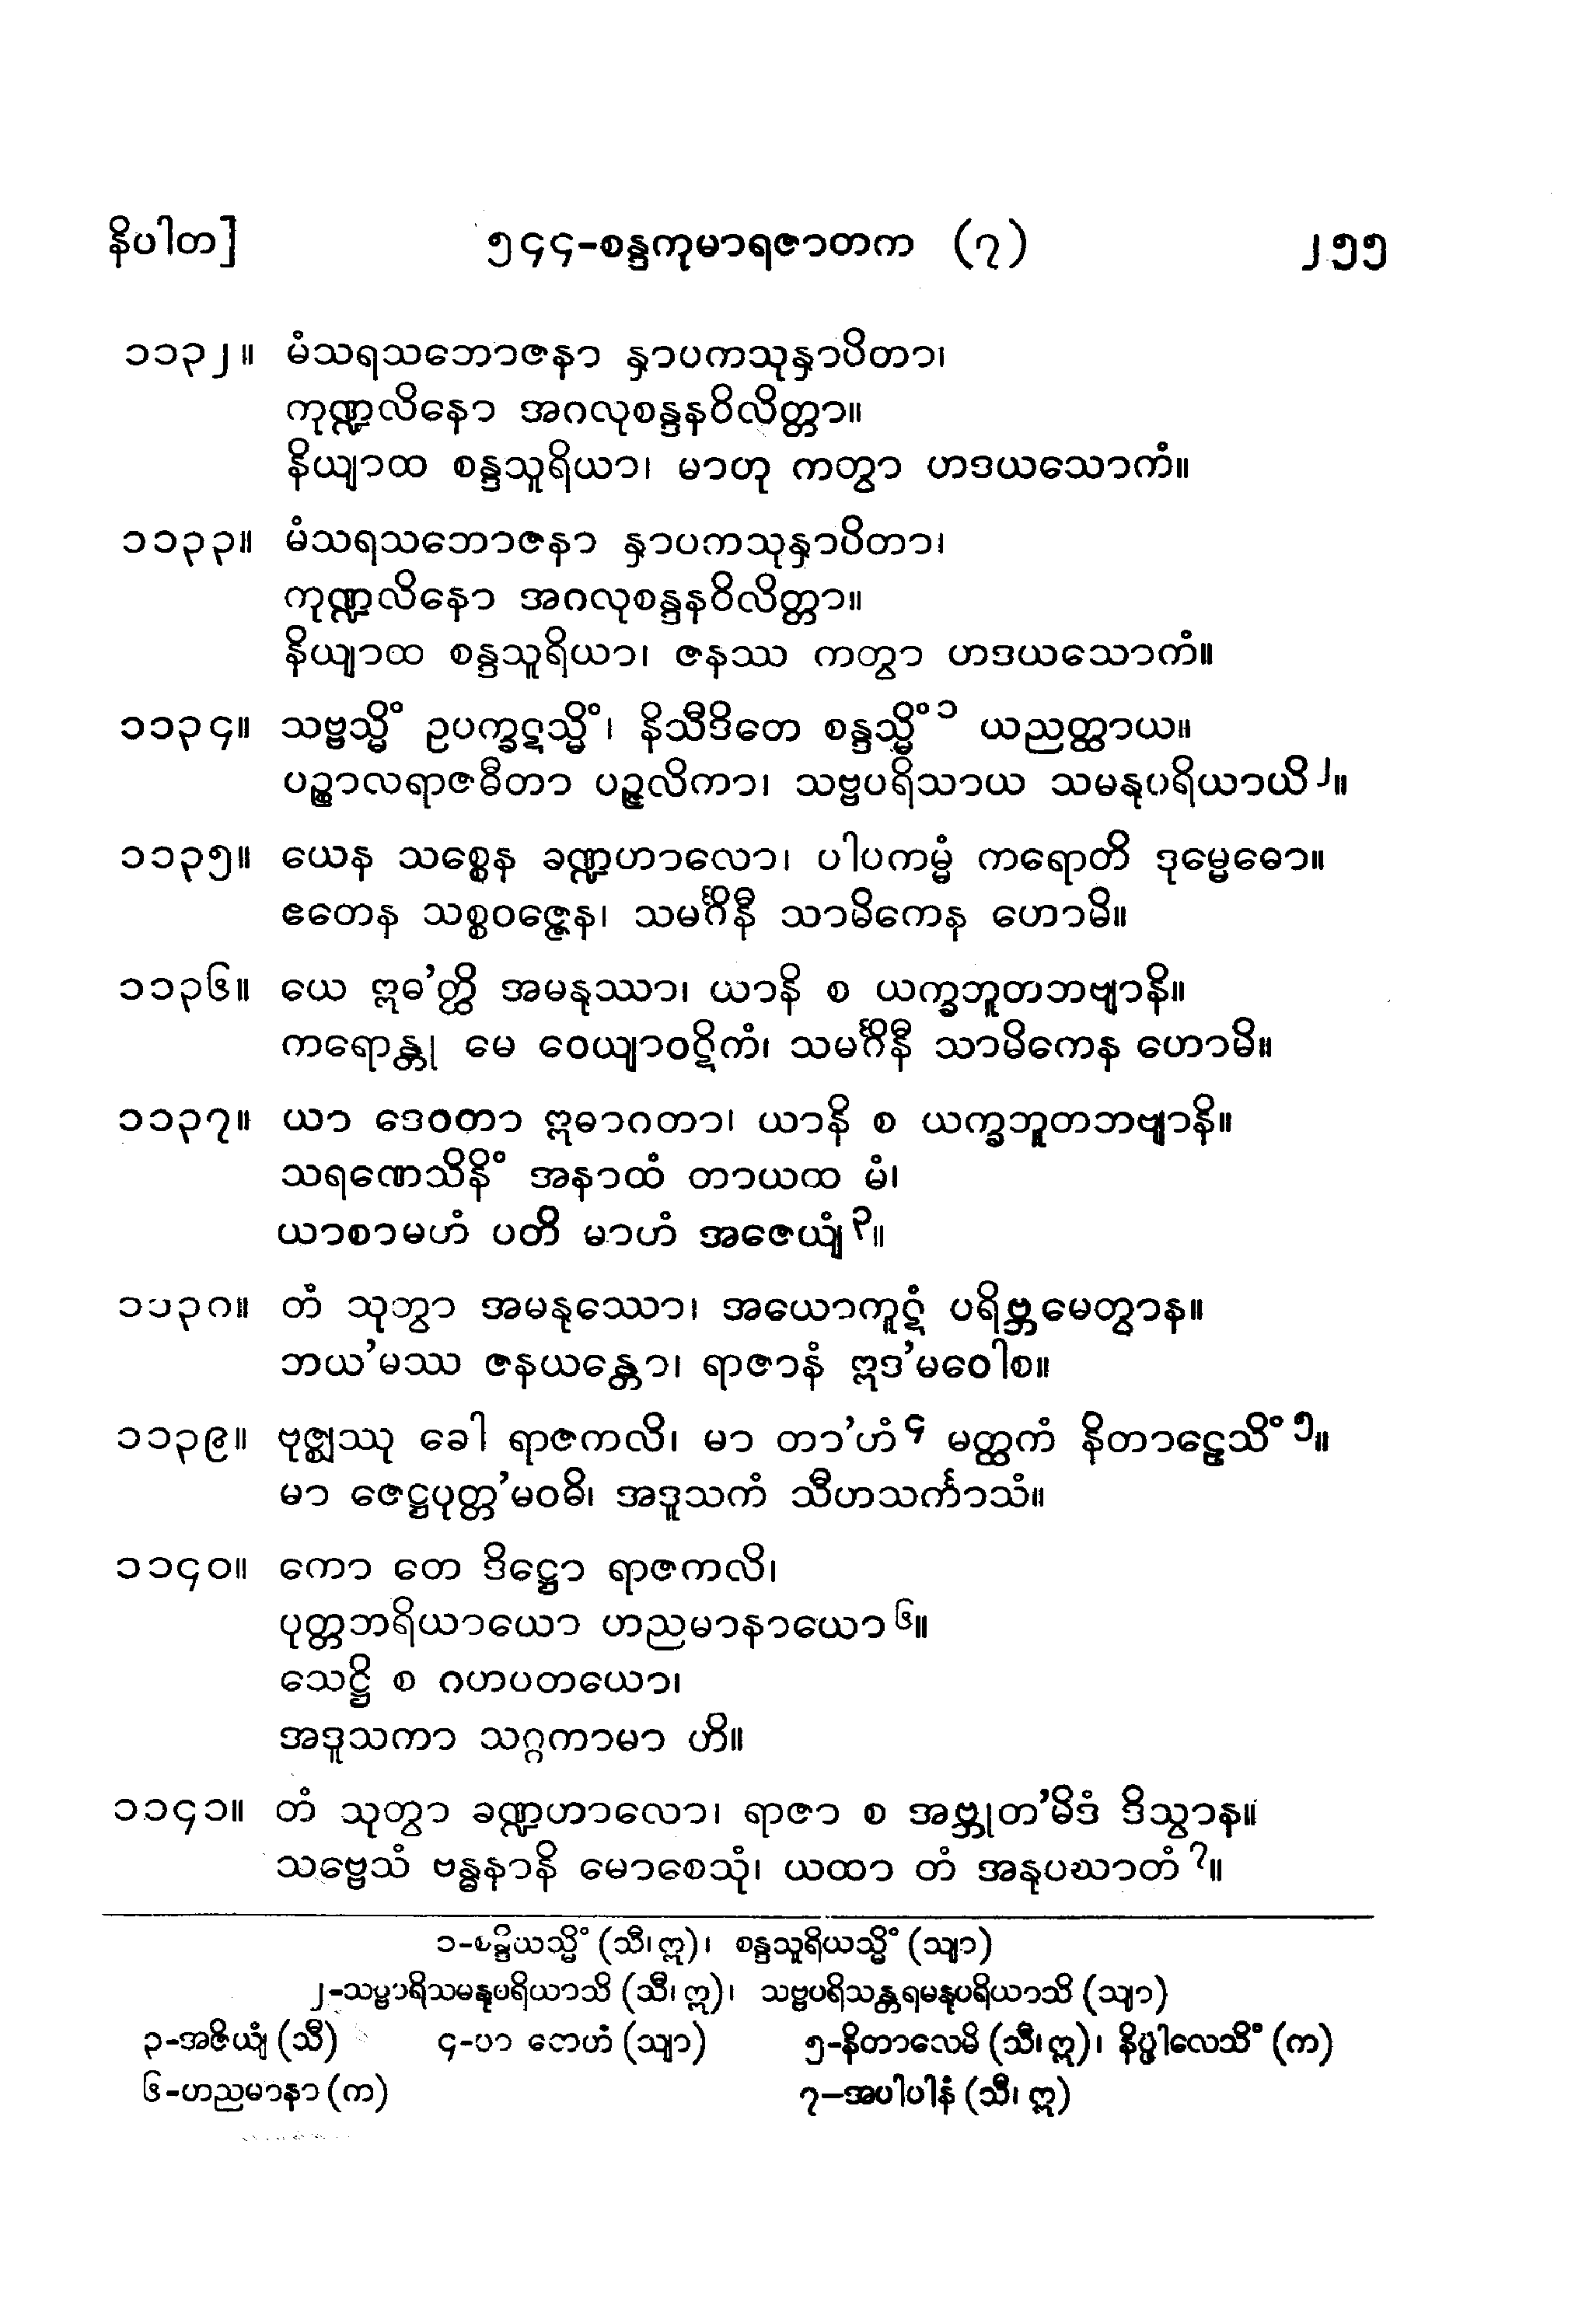 နိပါတ]	၅၄၄-စန္ဒကုမာရဇာတက (၇)	၂၅၅
၁၁၃၂။ မံသရသဘောဇနာ နှာပကသုနှာပိတာ၊
ကုဏ္ဍလိနော အဂလုစန္ဒနဝိလိတ္တာ။
နိယျာထ စန္ဒသူရိယာ၊ မာတု ကတွာ ဟဒယသောကံ။
၁၁၃၃။ မံသရသဘောဇနာ နှာပကသုနှာပိတာ၊
ကုဏ္ဍလိနော အဂလုစန္ဒနဝိလိတ္တာ။
နိယျာထ စန္ဒသူရိယာ၊ ဇနဿ ကတွာ ဟဒယသောကံ။
၁၁၃၄။ သဗ္ဗသ္မိံ ဥပက္ခဋသ္မိံ၊ နိသီဒိတေ စန္ဒသ္မိံ ၁ ယညတ္ထာယ။
ပဉ္စာလရာဇဓီတာ ပဉ္ဇလိကာ၊ သဗ္ဗပရိသာယ သမနုပရိယာယိ ၂။
၁၁၃၅။ ယေန သစ္စေန ခဏ္ဍဟာလော၊ ပါပကမ္မံ ကရောတိ ဒုမ္မေဓော။
ဧတေန သစ္စဝဇ္ဇေန၊ သမင်္ဂိနီ သာမိကေန ဟောမိ။
၁၁၃၆။ ယေ ဣဓ’တ္ထိ အမနုဿာ၊ ယာနိ စ ယက္ခဘူတဘဗျာနိ။
ကရောန္တု မေ ဝေယျာဝဋိကံ၊ သမင်္ဂိနီ သာမိကေန ဟောမိ။
၁၁၃၇။ ယာ ဒေဝတာ ဣဓာဂတာ၊ ယာနိ စ ယက္ခဘူတဘဗျာနိ။
သရဏေသိနိံ အနာထံ တာယထ မံ၊
ယာစာမဟံ ပတိ မာဟံ အဇေယျံ ၃။
၁၁၃၈။ တံ သုတွာ အမနုဿော၊ အယောကူဋံ ပရိဗ္ဘမေတွာန။
ဘယ’မဿ ဇနယန္တော၊ ရာဇာနံ ဣဒ’မဝေါစ။
၁၁၃၉။ ဗုဇ္ဈဿု ခေါ ရာဇကလိ၊ မာ တာ’ဟံ ၄ မတ္ထကံ နိတာဠေသိံ ၅။
မာ ဇေဋ္ဌပုတ္တ’မဝဓိ၊ အဒူသကံ သီဟသင်္ကာသံ။
၁၁၄၀။ ကော တေ ဒိဋ္ဌော ရာဇကလိ၊
ပုတ္တဘရိယာယော ဟညမာနာယော ၆။
သေဋ္ဌိ စ ဂဟပတယော၊
အဒူသကာ သဂ္ဂကာမာ ဟိ။
၁၁၄၁။ တံ သုတွာ ခဏ္ဍဟာလော၊ ရာဇာ စ အဗ္ဘုတ’မိဒံ ဒိသွာန။
သဗ္ဗေသံ ဗန္ဓနာနိ မောစေသုံ၊ ယထာ တံ အနုပဃာတံ ၇။
၁-စန္ဒိယသ္မိံ (သီ၊ ဣ)၊ စန္ဒသူရိယသ္မိံ (သျာ)
၂-သမ္ဗာရိသမနုပရိယာသိ (သီ၊ ဣ)၊ သဗ္ဗပရိသန္တရမနုပရိယာသိ (သျာ)
၃-အဇိယျံ (သီ)	၄-မာ တေဟံ (သျာ)	၅-နိတာလေမိ (သီ၊ ဣ)၊ နိပ္ဖါလေသိံ (က)
၆-ဟညမာနာ (က)	၇-အပါပါနံ (သီ၊ ဣ)